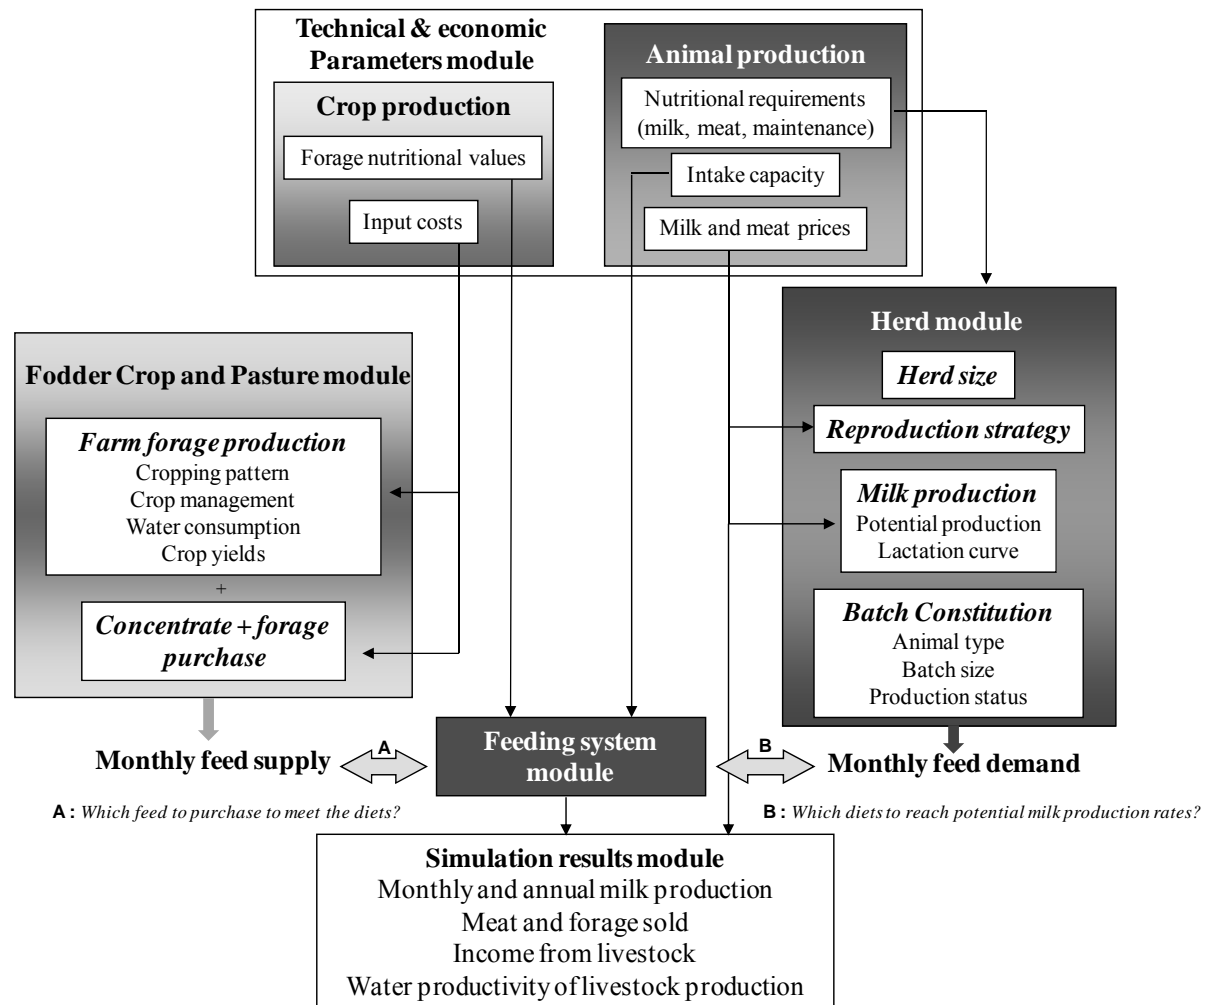 Technical & economic
Parameters module
Crop production
Forage nutritional values
Input costs
Animal production
Nutritional requirements
(milk, meat, maintenance)
Intake capacity
Milk and meat prices
Fodder Crop and Pasture module
Farm forage production
Cropping pattern
Crop management
Water consumption
Crop yields
+
Concentrate + forage
purchase
Herd module
Herd size
Reproduction strategy
Milk production
Potential production
Lactation curve
Batch Constitution
Animal type
Batch size
Production status
Monthly feed supply
A
Feeding system
module
B
Monthly feed demand
A : Which feed to purchase to meet the diets?
B : Which diets to reach potential milk production rates?
Simulation results module
Monthly and annual milk production
Meat and forage sold
Income from livestock
Water productivity of livestock production